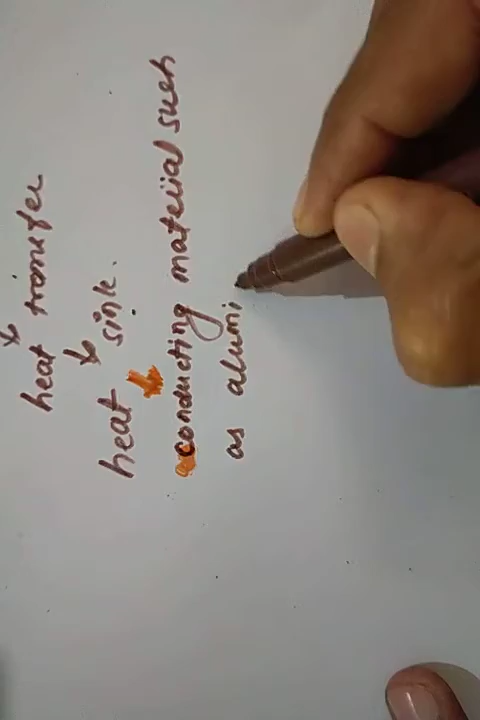 heat transfer
heat sink.
conducting material such
as alumi